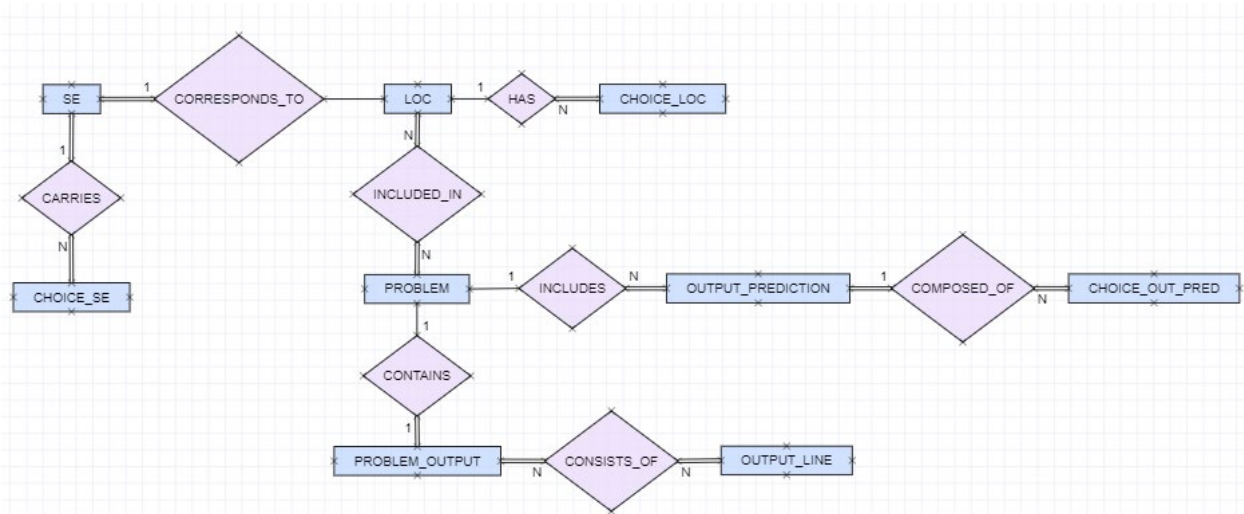 1
1
SE
CORRESPONDS_TO
LOC
HAS
CHOICE_LOC
N
1
N
CARRIES
INCLUDED_IN
N
N
1
N
1
CHOICE_SE
PROBLEM
INCLUDES
OUTPUT_PREDICTION
COMPOSED_OF
CHOICE_OUT_PRED
N
1
CONTAINS
1
PROBLEM_OUTPUT
CONSISTS_OF
OUTPUT_LINE
N
N